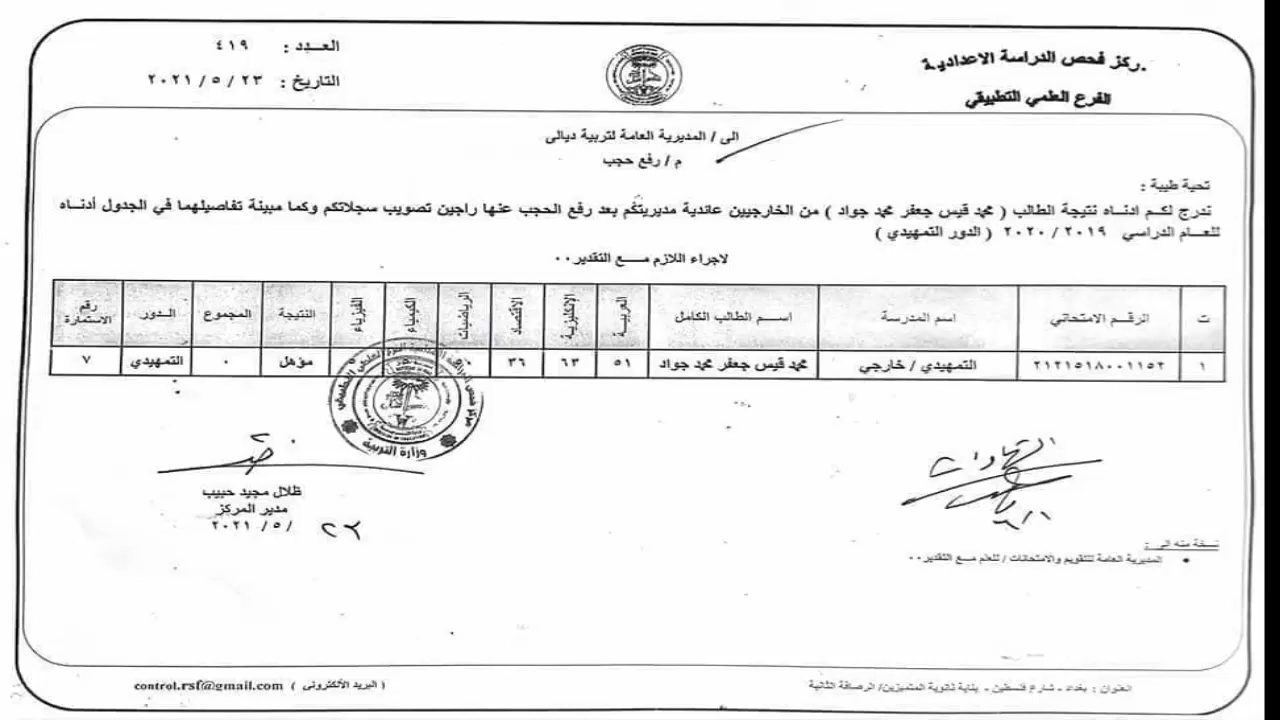 مركز فحص الدراسة الاعدادية
الفرع العلمي التطبيقي
العـدد : ٤١٩
التاريخ : ٢٣ / ٥ / ٢٠٢١
الى / المديرية العامة لتربية ديالى
م / رفع حجب
تحية طيبة :
ندرج لكم ادناه نتيجة الطالب ( محمد قيس جعفر محمد جواد ) من الخارجيين عائدية مديريتكم بعد رفع الحجب عنها راجين تصويب سجلاتكم وكما مبينة تفاصيلهما في الجدول أدناه
للعام الدراسي ٢٠١٩ / ٢٠٢٠ ( الدور التمهيدي )
لاجراء اللازم مع التقدير ٠٠
ت الرقم الامتحاني اسم المدرسة اسم الطالب الكامل العربية الانكليزية الاقتصاد الرياضيات الكيمياء الفيزياء النتيجة المجموع الدور رقم الاستمارة
١ ٢١٢١٥١٨٠٠١١٥٢ التمهيدي / خارجي محمد قيس جعفر محمد جواد ٥١ ٦٣ ٣٦ مؤهل ٠ التمهيدي ٧
وزارة التربية
ظلال مجيد حبيب
مدير المركز
٢٣ / ٥ / ٢٠٢١
نسخة منه الى :
• المديرية العامة للتقويم والامتحانات / للعلم مع التقدير ٠٠
العنوان : بغداد - شارع فلسطين - بناية ثانوية المتميزين / الرصافة الثانية
( البريد الألكتروني ) control.rsf@gmail.com